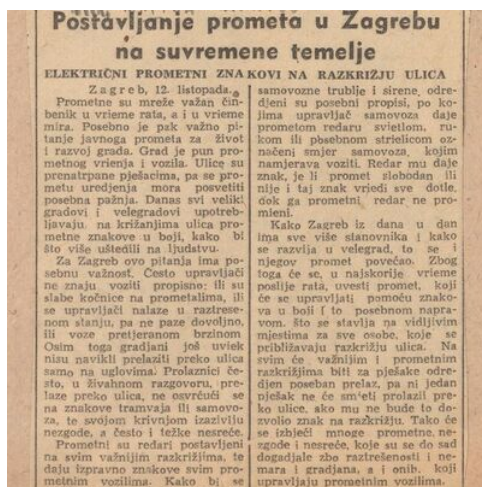 Postavljanje prometa u Zagrebu
na suvremene temelje
ELEKTRIČNI PROMETNI ZNAKOVI NA RAZKRIŽJU ULICA
Zagreb, 12. listopada.
Prometne su mreže važan čin-
benik u vrieme rata, a i u vrieme
mira. Posebno je pak važno pi-
tanje javnoga prometa za život
i razvoj grada. Grad je pun pro-
metnog vrienja i vozila. Ulice su
prenatrpane pješacima, pa se pro-
metu uredjenja mora posvetiti
posebna pažnja. Danas svi veliki
gradovi i velegradovi upotreb-
ljavaju, na križanjima ulica pro-
metne znakove u boji, kako bi
što više uštedili na ljudstvu.
Za Zagreb ovo pitanja ima po-
sebnu važnost. Često upravljači
ne znaju voziti propisno: ili su
slabe kočnice na prometalima, ili
se upravljači nalaze u raztrese-
nom stanju, pa ne paze dovoljno,
ili voze pretjeranom brzinom
Osim toga gradjani još uviek
nisu navikli prelaziti preko ulica
samo na uglovima. Prolaznici če-
sto, u živahnom razgovoru, pre-
laze preko ulica, ne osvrćući se
na znakove tramvaja ili samovo-
za, te svojom krivnjom izazivlju
nezgode, a često i težke nesreće.
Prometni su redari postavljeni
na svim važnijim razkrižjima, te
daju izpravno znakove svim pro-
metnim vozilima. Kako bi se
samovozne trublje i sirene, odre-
djeni su posebni propisi, po ko-
jima upravljač samovoza daje
prometom redaru svietlom, ru-
kom ili posebnom strielicom oz-
načeni smjer samovoza, kojim
namjerava voziti. Redar mu daje
znak, je li promet slobodan ili
nije i taj znak vriedi sve dotle,
dok ga prometni redar ne pro-
mieni.
Kako Zagreb iz dana u dan
ima sve više stanovnika i kako
se razvija u velegrad, to se i
njegov promet povećao. Zbog
toga će se, u najskorije vrieme
poslije rata, uvesti promet, koji
će se upravljati pomoću znako-
va u boji i to posebnom napra-
vom, što se stavlja na vidljivim
mjestima za sve osobe, koje se
približavaju razkrižju ulica. Na
svim će važnijim i prometnim
razkrižjima biti za pješake odre-
djen poseban prelaz, pa ni jedan
pješak ne će smjeti prolazit pre-
ko ulice, ako mu ne bude to do-
zvolio znak na razkrižju. Tako će
se izbjeći mnoge prometne ne-
zgode i nesreće, koje su se do sad
dogadjale zbo raztrešenosti i ne-
mara i gradjana, a i onih, koji
upravljaju prometnim vozilima.